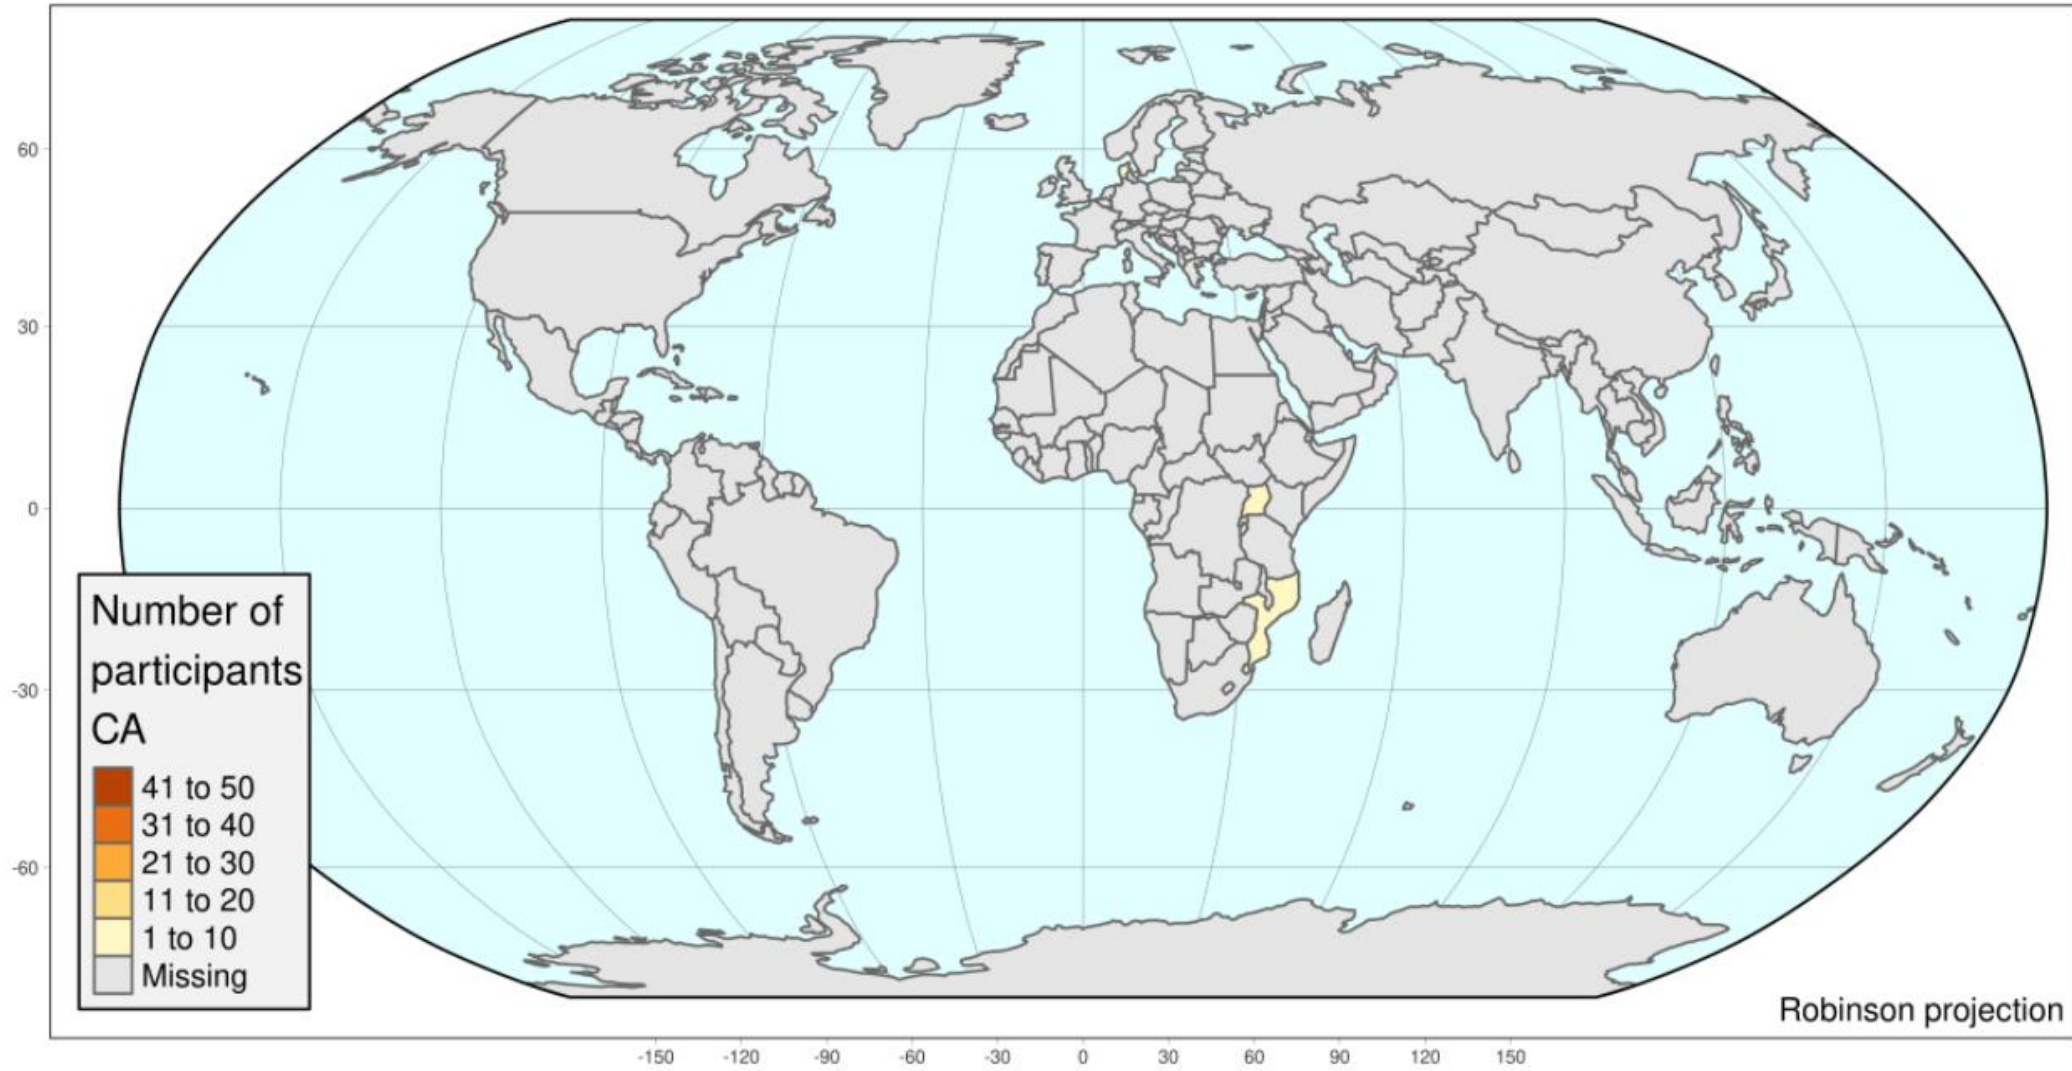 60
30
0
-30
-60
Number of
participants
CA
41 to 50
31 to 40
21 to 30
11 to 20
1 to 10
Missing
Robinson projection
-150 -120 -90 -60 -30 0 30 60 90 120 150